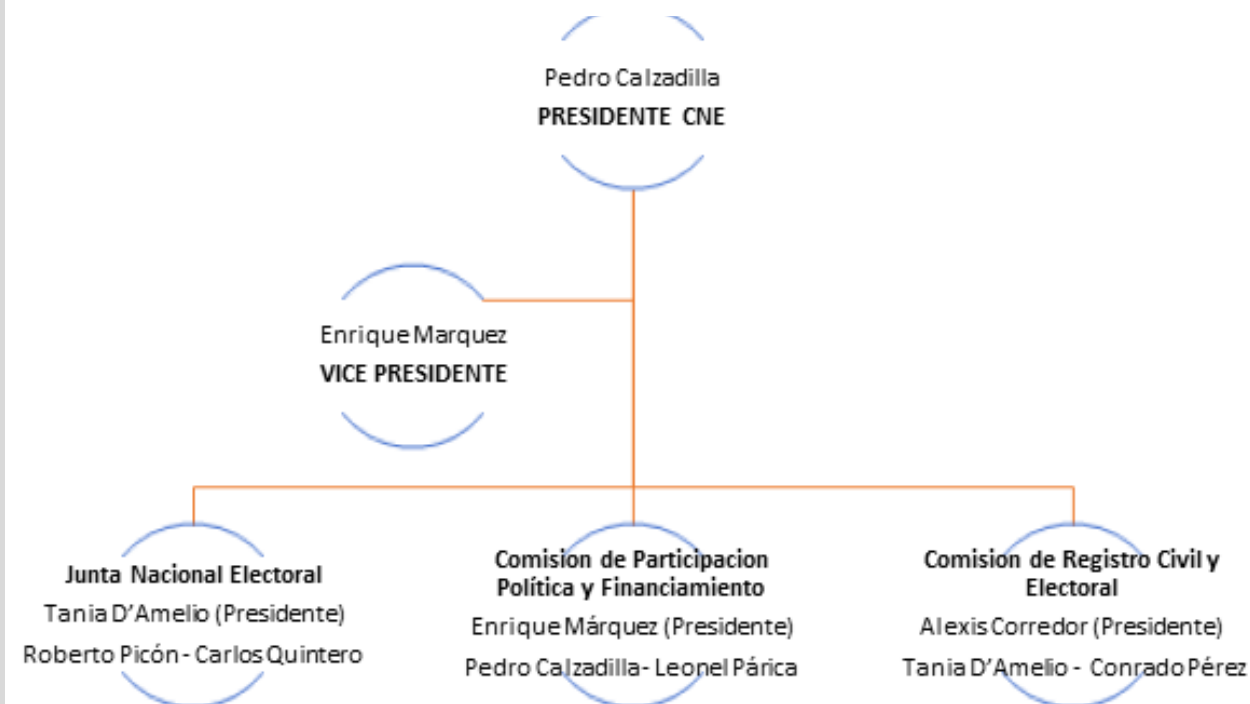 Pedro Calzadilla
PRESIDENTE CNE
Enrique Marquez
VICE PRESIDENTE
Junta Nacional Electoral
Tania D’Amelio (Presidente)
Roberto Picón - Carlos Quintero
Comision de Participacion
Política y Financiamiento
Enrique Márquez (Presidente)
Pedro Calzadilla- Leonel Párica
Comision de Registro Civil y
Electoral
Alexis Corredor (Presidente)
Tania D’Amelio - Conrado Pérez